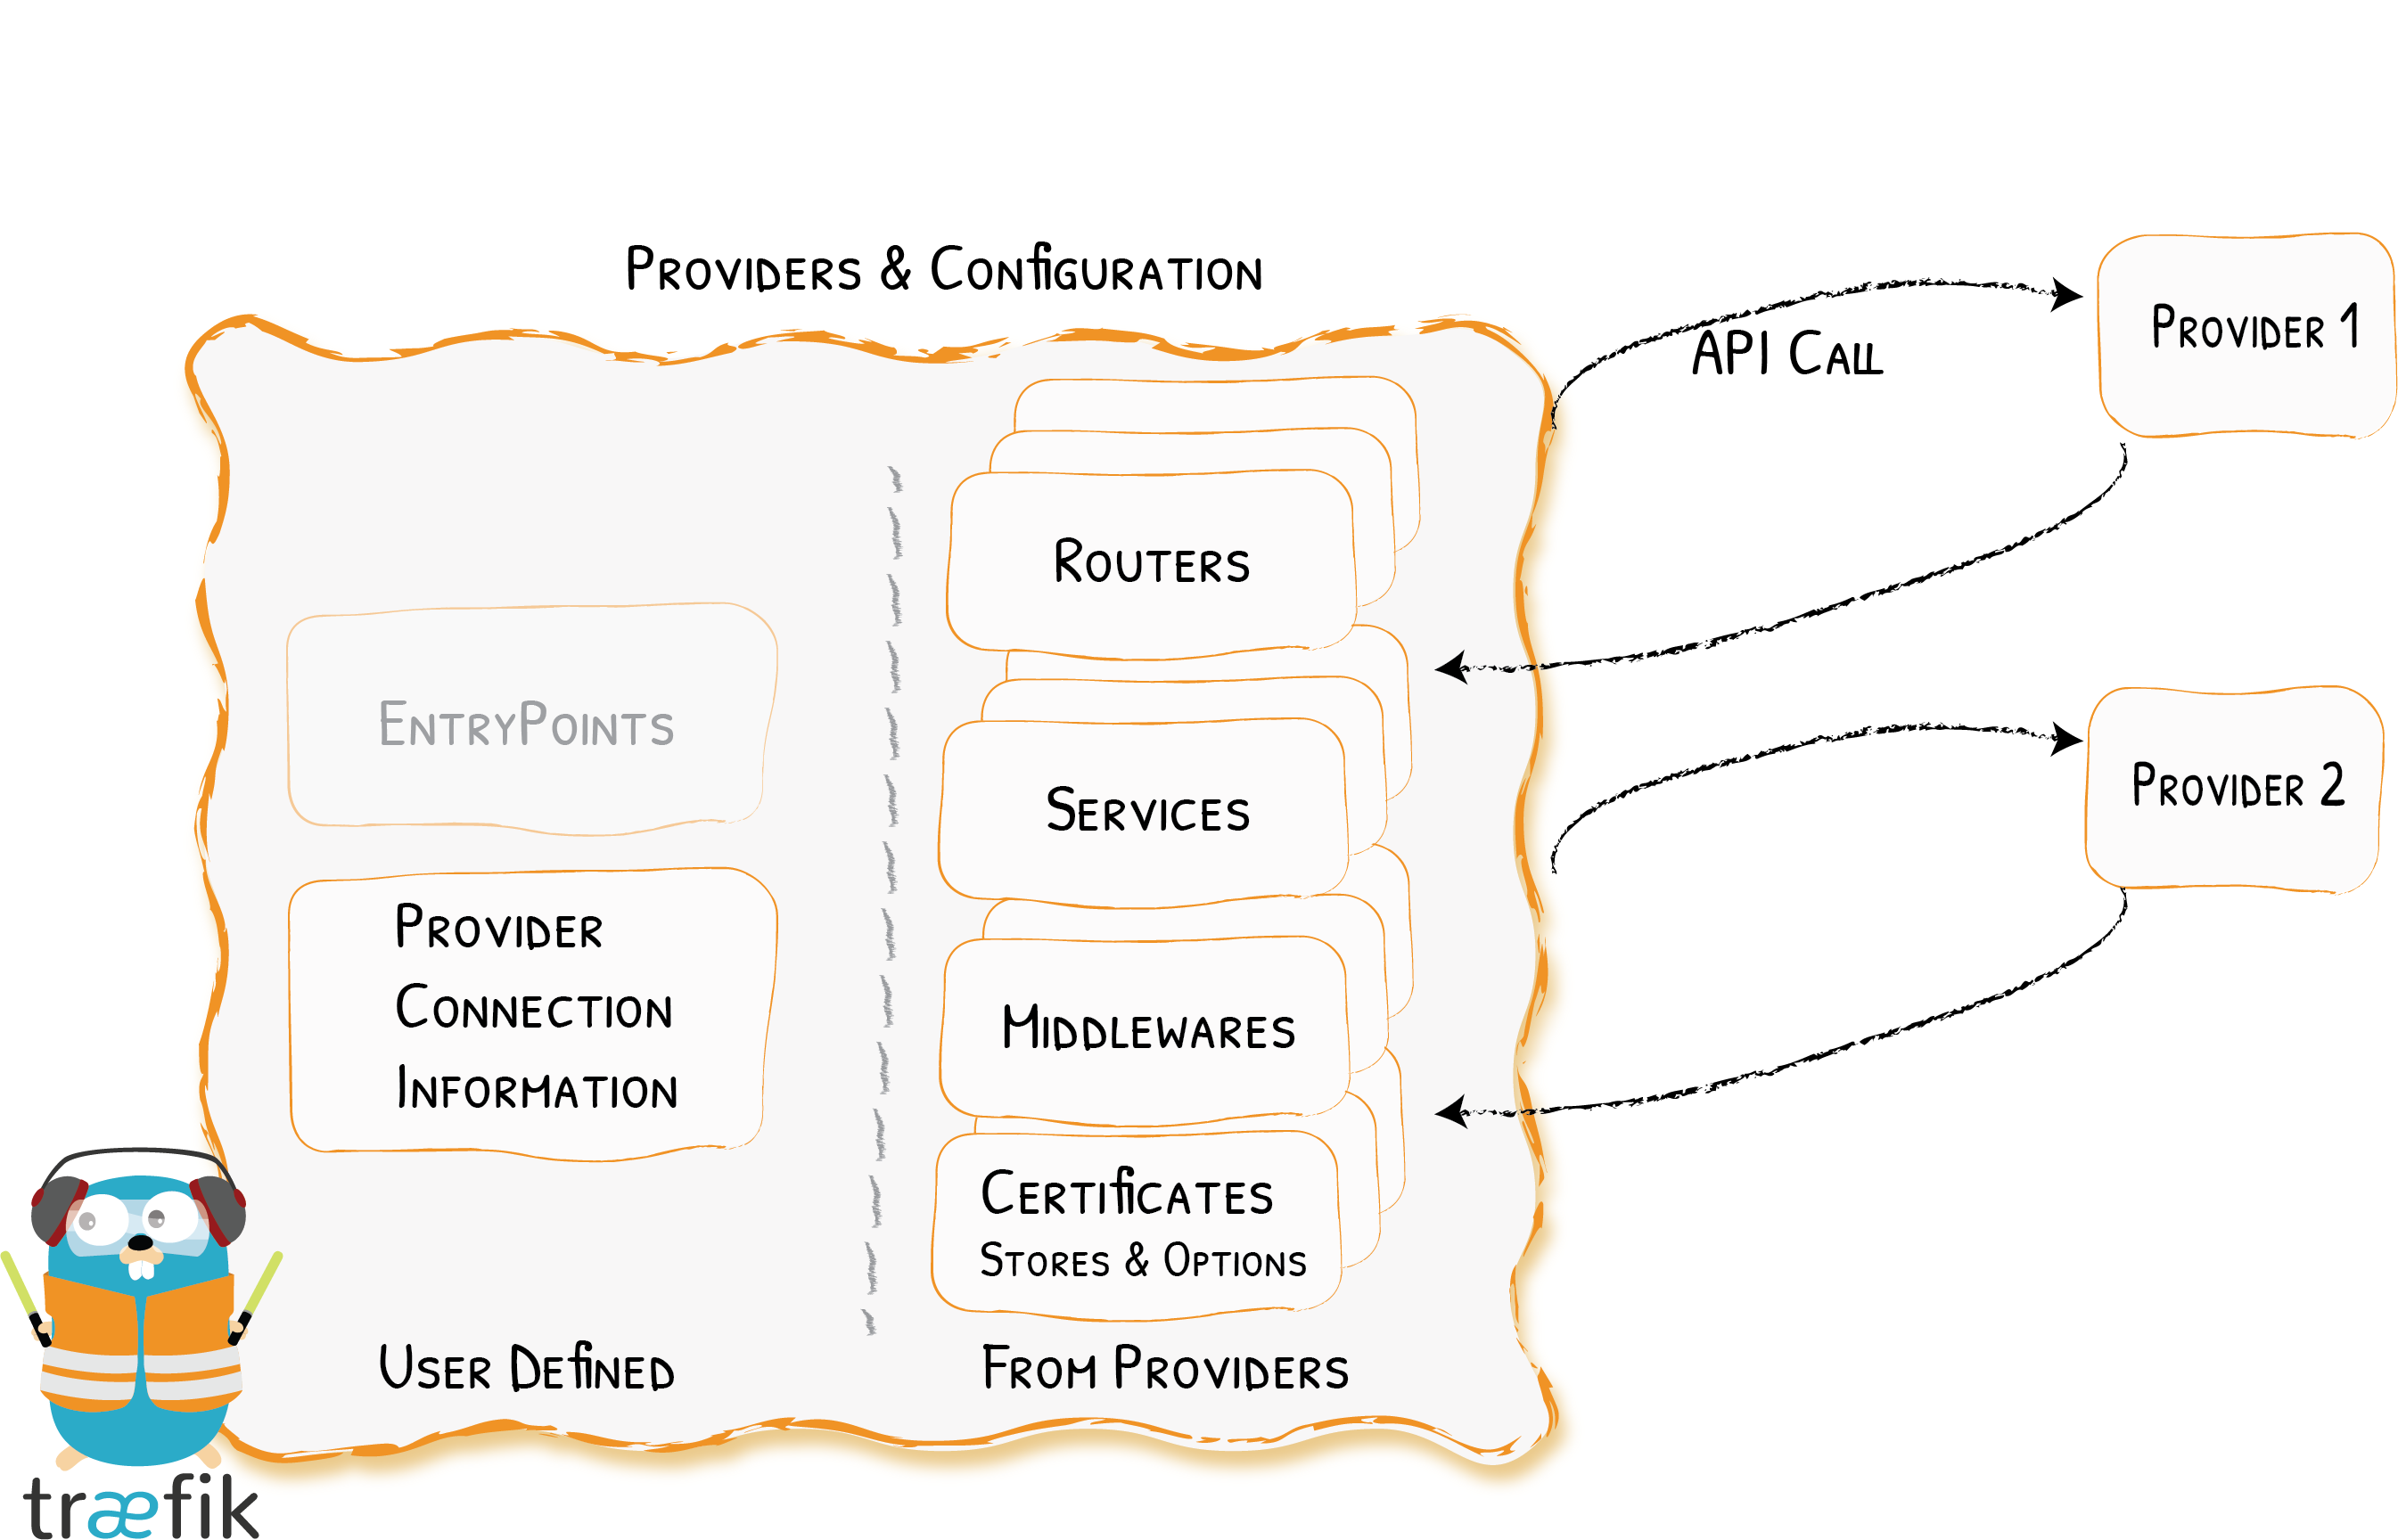 Providers & Configuration
API Call
Provider 1
Routers
EntryPoints
Services
Provider 2
Provider
Connection
Information
Middlewares
Certificates
Stores & Options
User Defined
From Providers
træfik